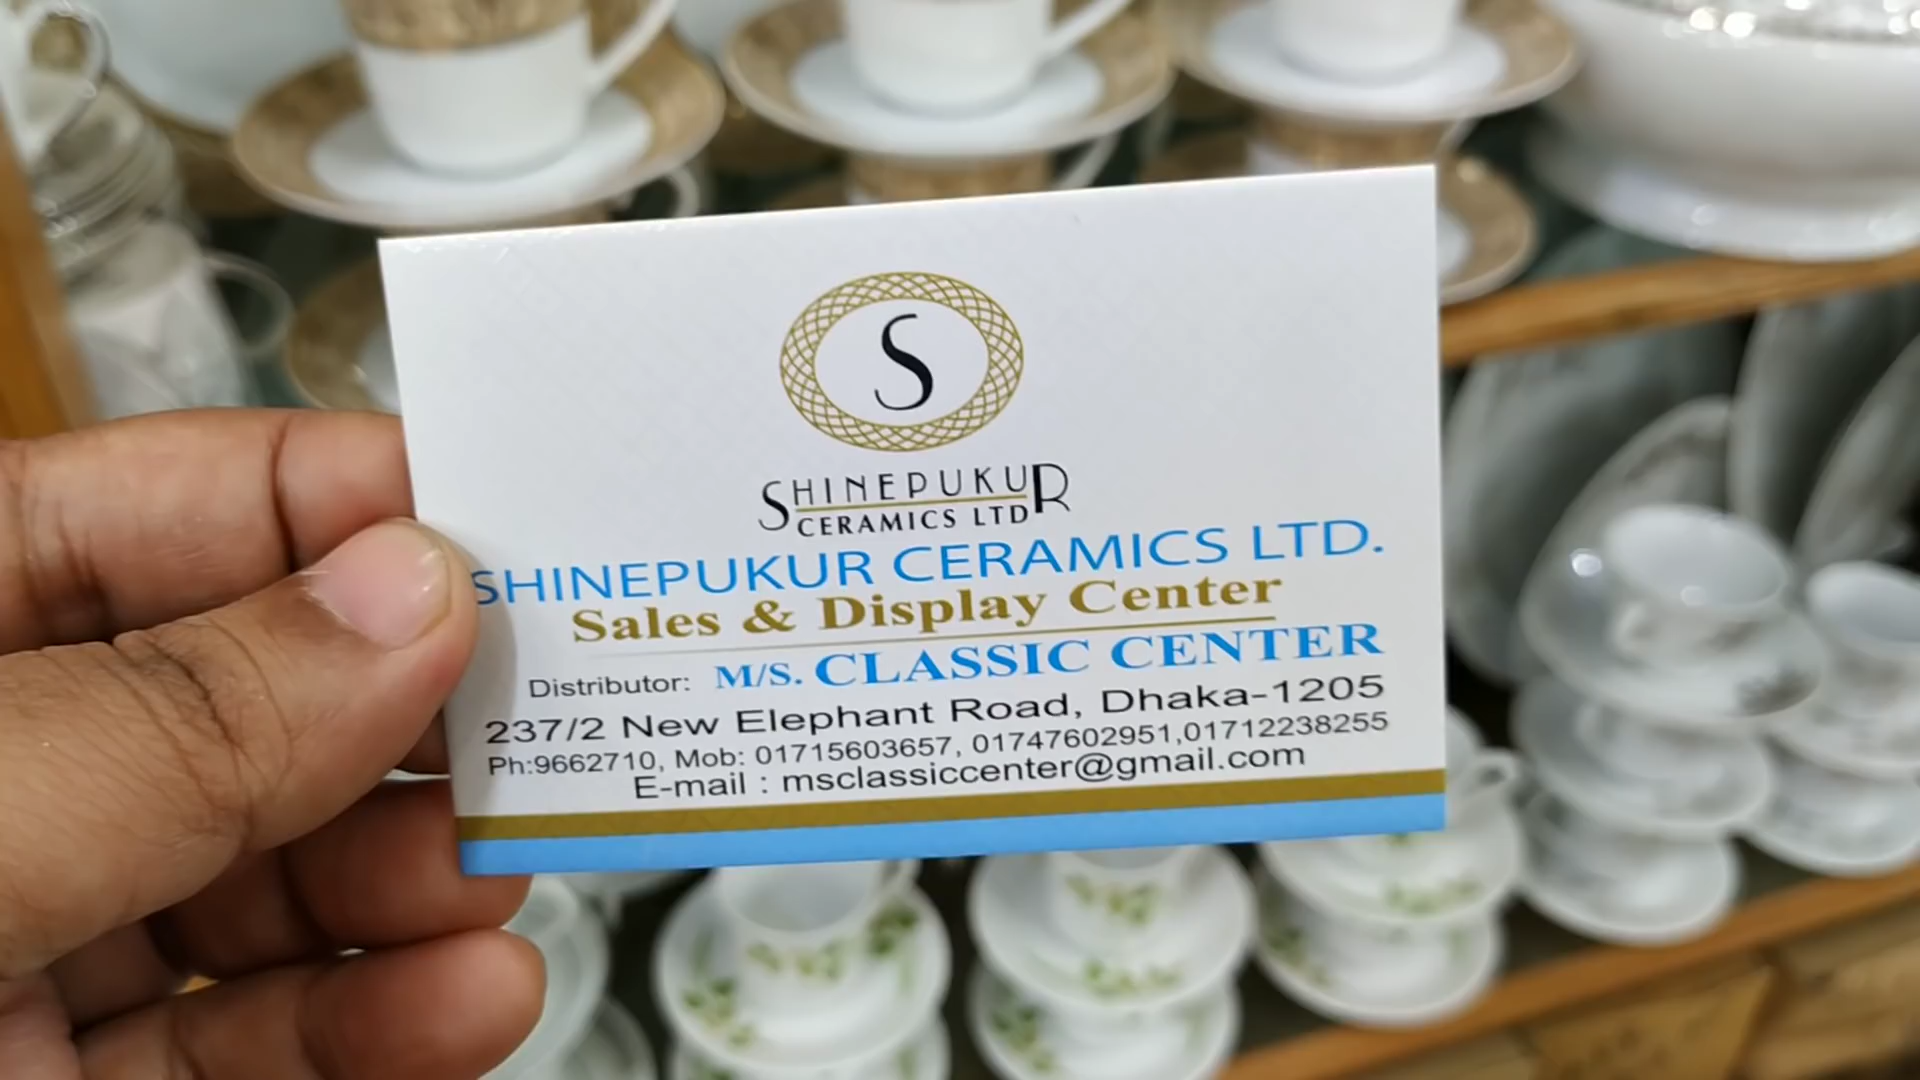 S
SHINEPUKUR
CERAMICS LTD
SHINEPUKUR CERAMICS LTD.
Sales & Display Center
Distributor: M/S. CLASSIC CENTER
237/2 New Elephant Road, Dhaka-1205
Ph:9662710, Mob: 01715603657, 01747602951,01712238255
E-mail : msclassiccenter@gmail.com